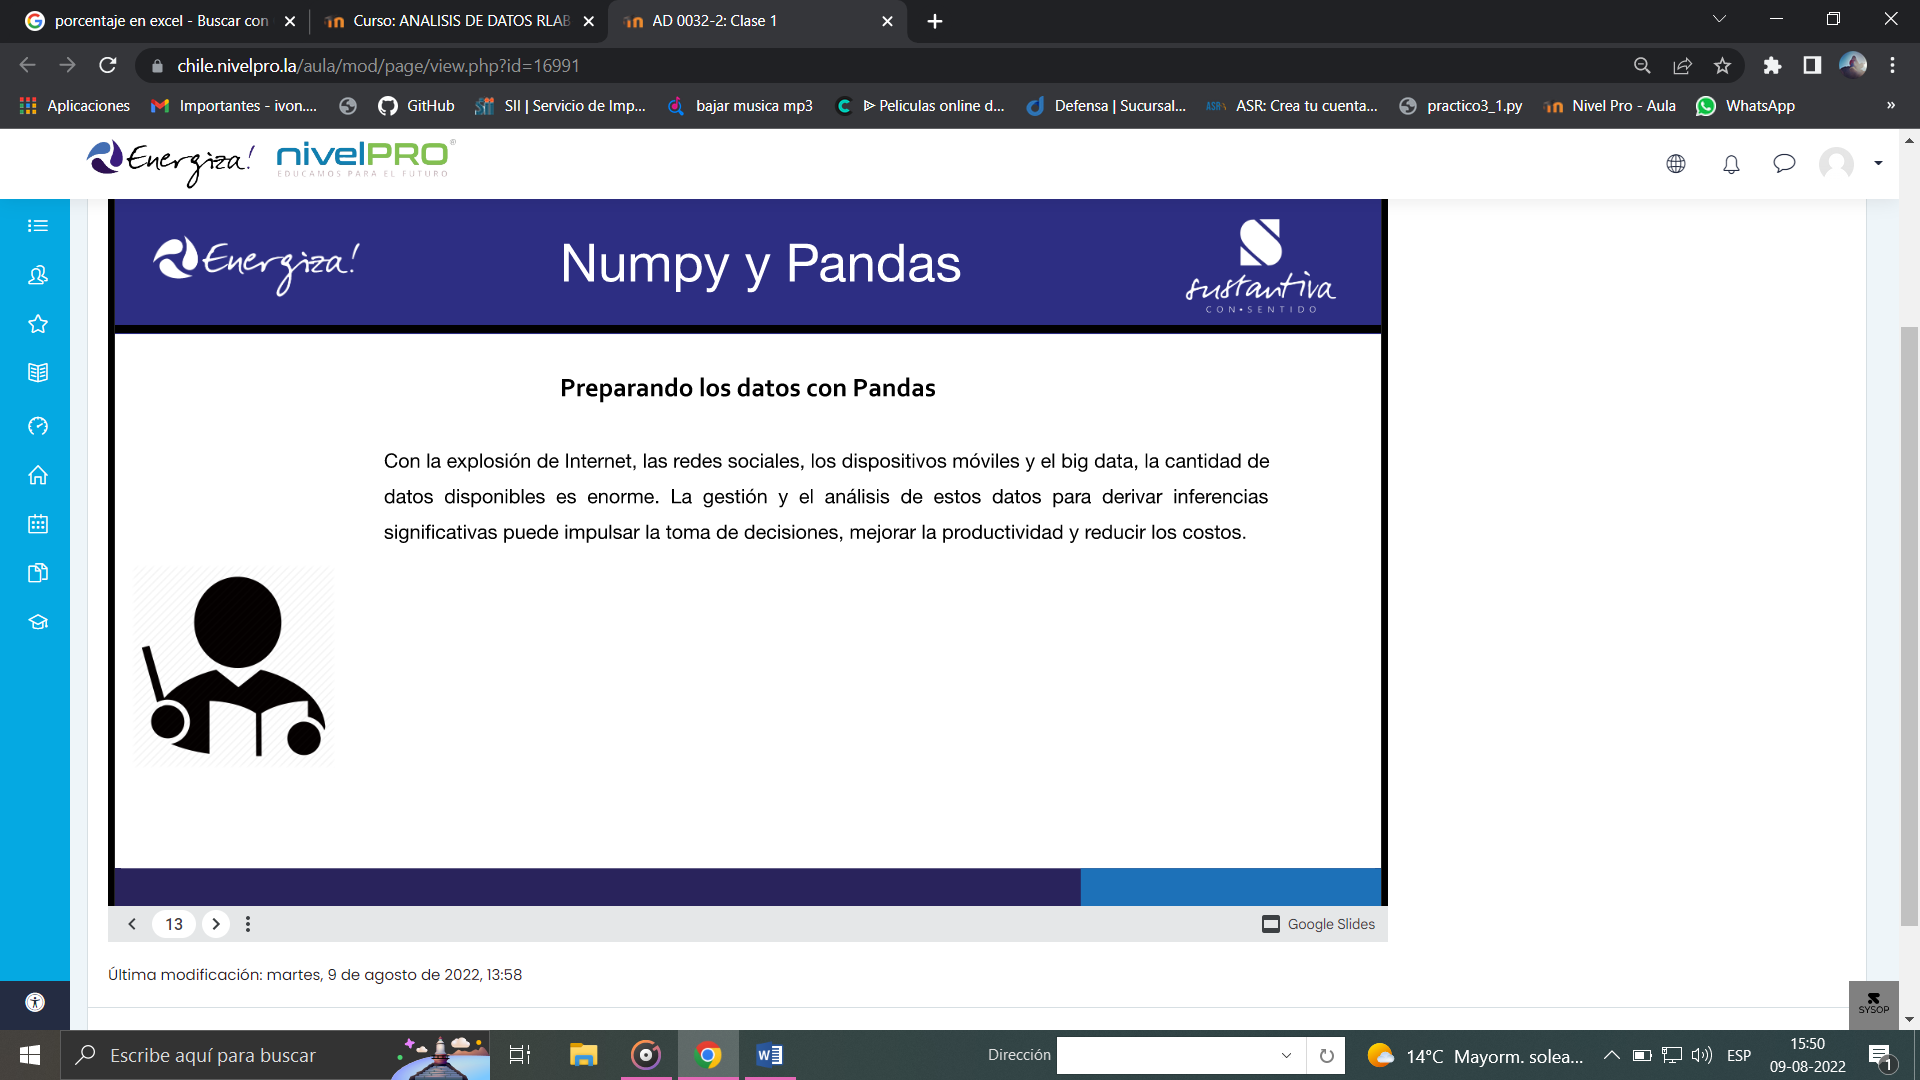 porcentaje en excel - Buscar con
Curso: ANALISIS DE DATOS RLAB
AD 0032-2: Clase 1
chile.nivelpro.la/aula/mod/page/view.php?id=16991
Aplicaciones
Importantes - ivon....
GitHub
SII | Servicio de Imp...
bajar musica mp3
Peliculas online d...
Defensa | Sucursal...
ASR: Crea tu cuenta...
practico3_1.py
Nivel Pro - Aula
WhatsApp
»
Energiza!
nivelPRO
EDUCAMOS PARA EL FUTURO
Energiza!
Numpy y Pandas
sustantiva
CON•SENTIDO
Preparando los datos con Pandas
Con la explosión de Internet, las redes sociales, los dispositivos móviles y el big data, la cantidad de
datos disponibles es enorme. La gestión y el análisis de estos datos para derivar inferencias
significativas puede impulsar la toma de decisiones, mejorar la productividad y reducir los costos.
13
Google Slides
Última modificación: martes, 9 de agosto de 2022, 13:58
SYSOP
Escribe aquí para buscar
Dirección
14°C Mayorm. solea...
ESP
15:50
09-08-2022
1